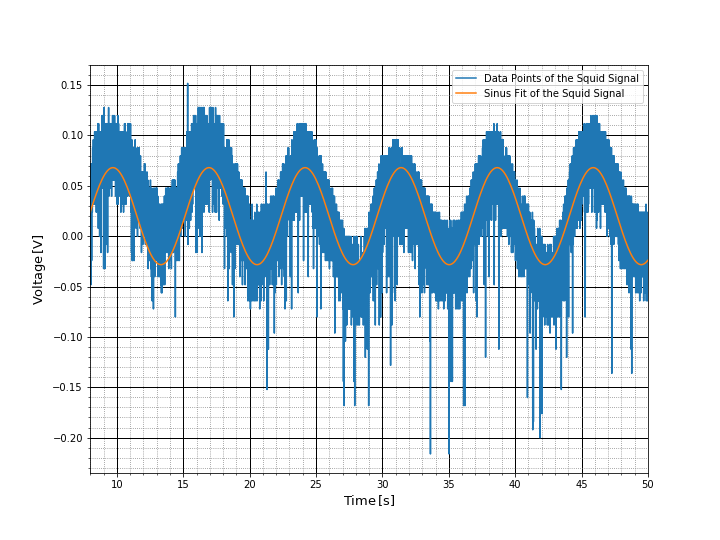 Data Points of the Squid Signal
Sinus Fit of the Squid Signal
0.15
0.10
0.05
0.00
−0.05
−0.10
−0.15
−0.20
Voltage [V]
10 15 20 25 30 35 40 45 50
Time [s]